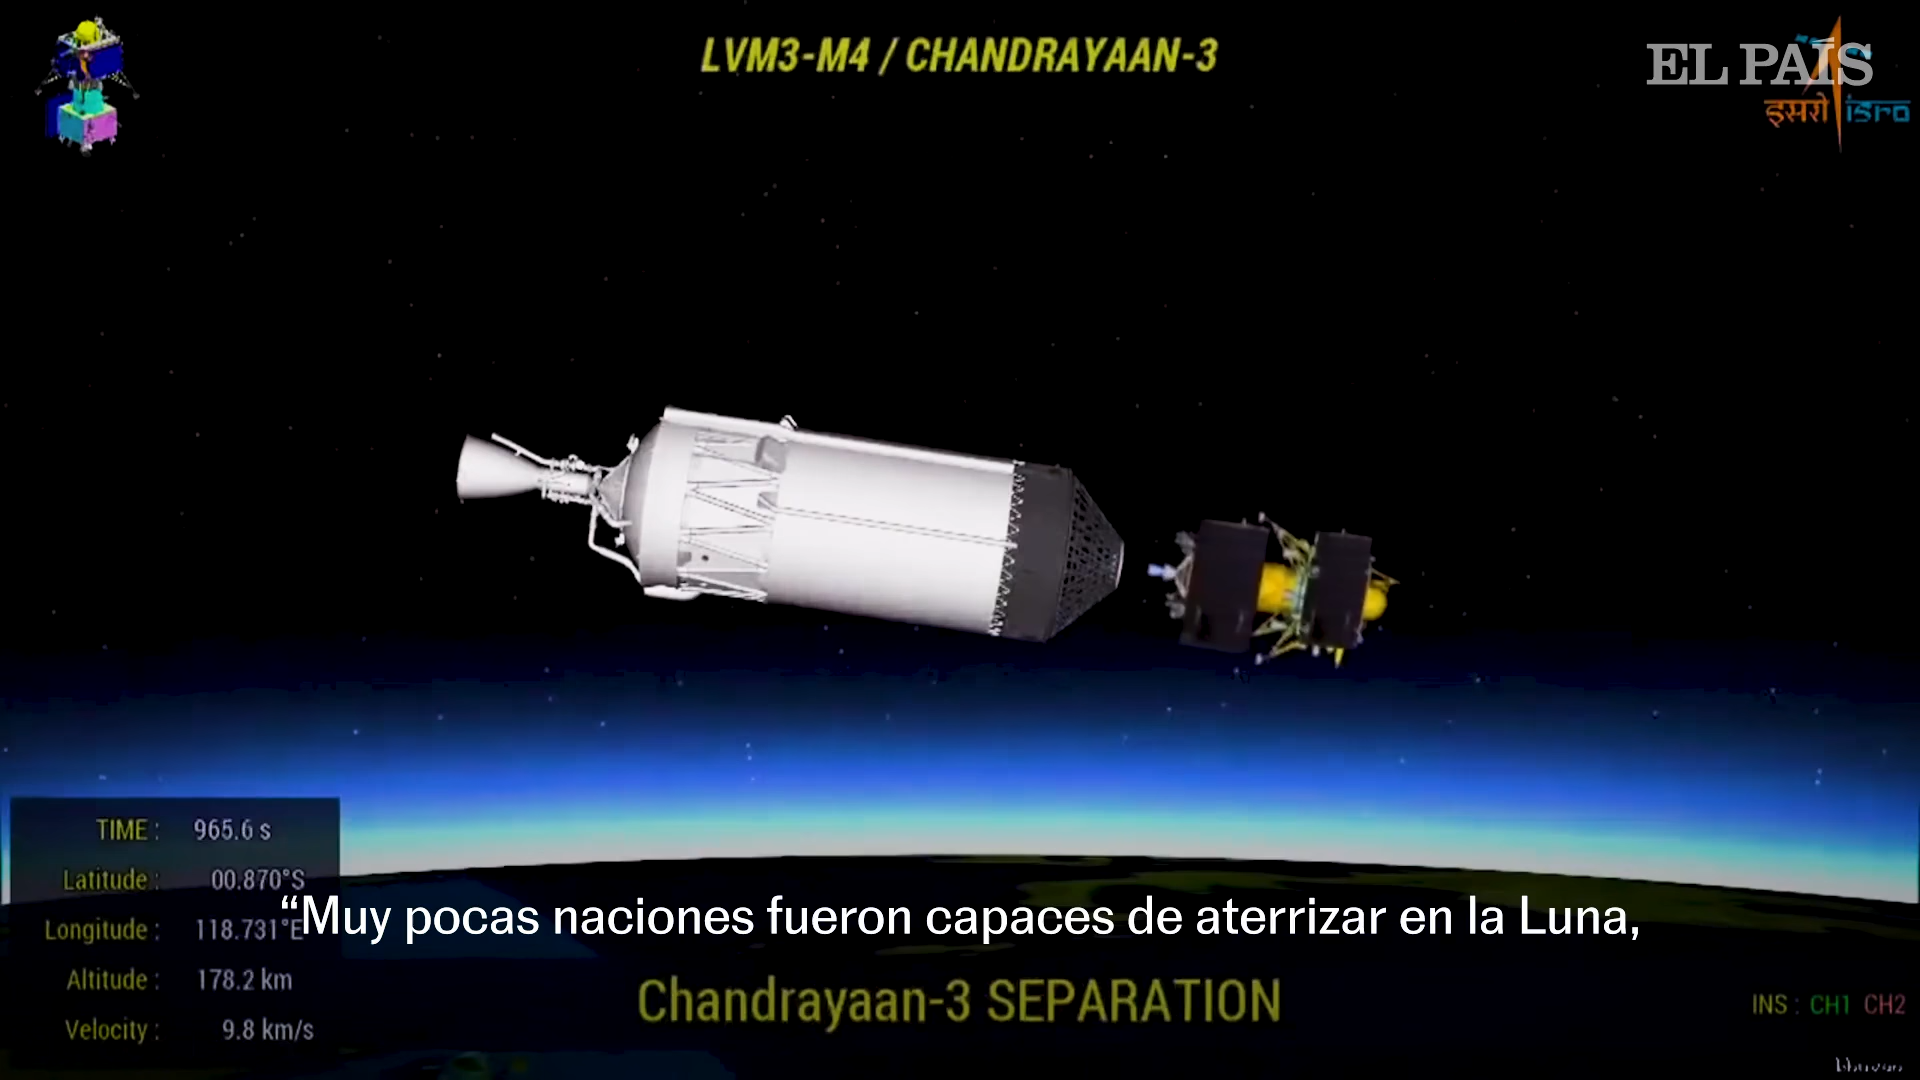 LVM3-M4 / CHANDRAYAAN-3
EL PAÍS
इसरो isro
TIME : 965.6 s
Latitude : 00.870°S
Longitude : 118.731°E
Altitude : 178.2 km
Velocity : 9.8 km/s
“Muy pocas naciones fueron capaces de aterrizar en la Luna,
Chandrayaan-3 SEPARATION
INS : CH1 CH2